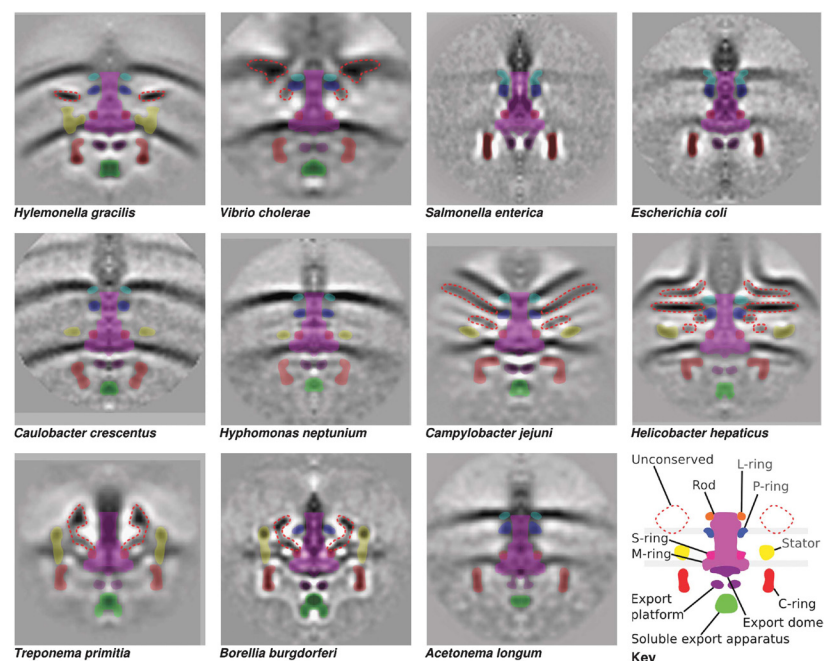 Hylemonella gracilis
Vibrio cholerae
Salmonella enterica
Escherichia coli
Caulobacter crescentus
Hyphomonas neptunium
Campylobacter jejuni
Helicobacter hepaticus
Treponema primitia
Borellia burgdorferi
Acetonema longum
Unconserved
L-ring
Rod
P-ring
S-ring
M-ring
Stator
Export
platform
C-ring
Export dome
Soluble export apparatus
Key